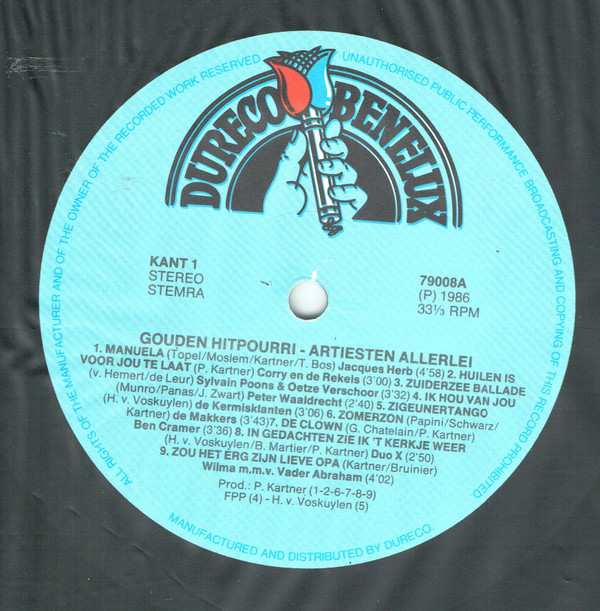 DURECO BENELUX
ESA
ALL RIGHTS OF THE MANUFACTURER AND OF THE OWNER OF THE RECORDED WORK RESERVED
UNAUTHORISED PUBLIC PERFORMANCE BROADCASTING AND COPYING OF THIS RECORD PROHIBITED.
KANT 1
STEREO
STEMRA
79008A
(P) 1986
33⅓ RPM
GOUDEN HITPOURRI - ARTIESTEN ALLERLEI
1. MANUELA (Topel/Moslem/Kartner/T. Bos) Jacques Herb (4'58) 2. HUILEN IS
VOOR JOU TE LAAT (P. Kartner) Corry en de Rekels (3'00) 3. ZUIDERZEE BALLADE
(v. Hemert/de Leur) Sylvain Poons & Oetze Verschoor (3'32) 4. IK HOU VAN JOU
(Munro/Panas/J. Zwart) Peter Waaldrecht (2'40) 5. ZIGEUNERTANGO
(H. v. Voskuylen) de Kermisklanten (3'06) 6. ZOMERZON (Papini/Schwarz/
Kartner) de Makkers (3'43) 7. DE CLOWN (G. Chatelain/P. Kartner)
Ben Cramer (3'36) 8. IN GEDACHTEN ZIE IK 'T KERKJE WEER
(H. v. Voskuylen/B. Martier/P. Kartner) Duo X (2'50)
9. ZOU HET ERG ZIJN LIEVE OPA (Kartner/Bruinier)
Wilma m.m.v. Vader Abraham (4'02)
Prod.: P. Kartner (1-2-6-7-8-9)
FPP (4) - H. v. Voskuylen (5)
MANUFACTURED AND DISTRIBUTED BY DURECO.